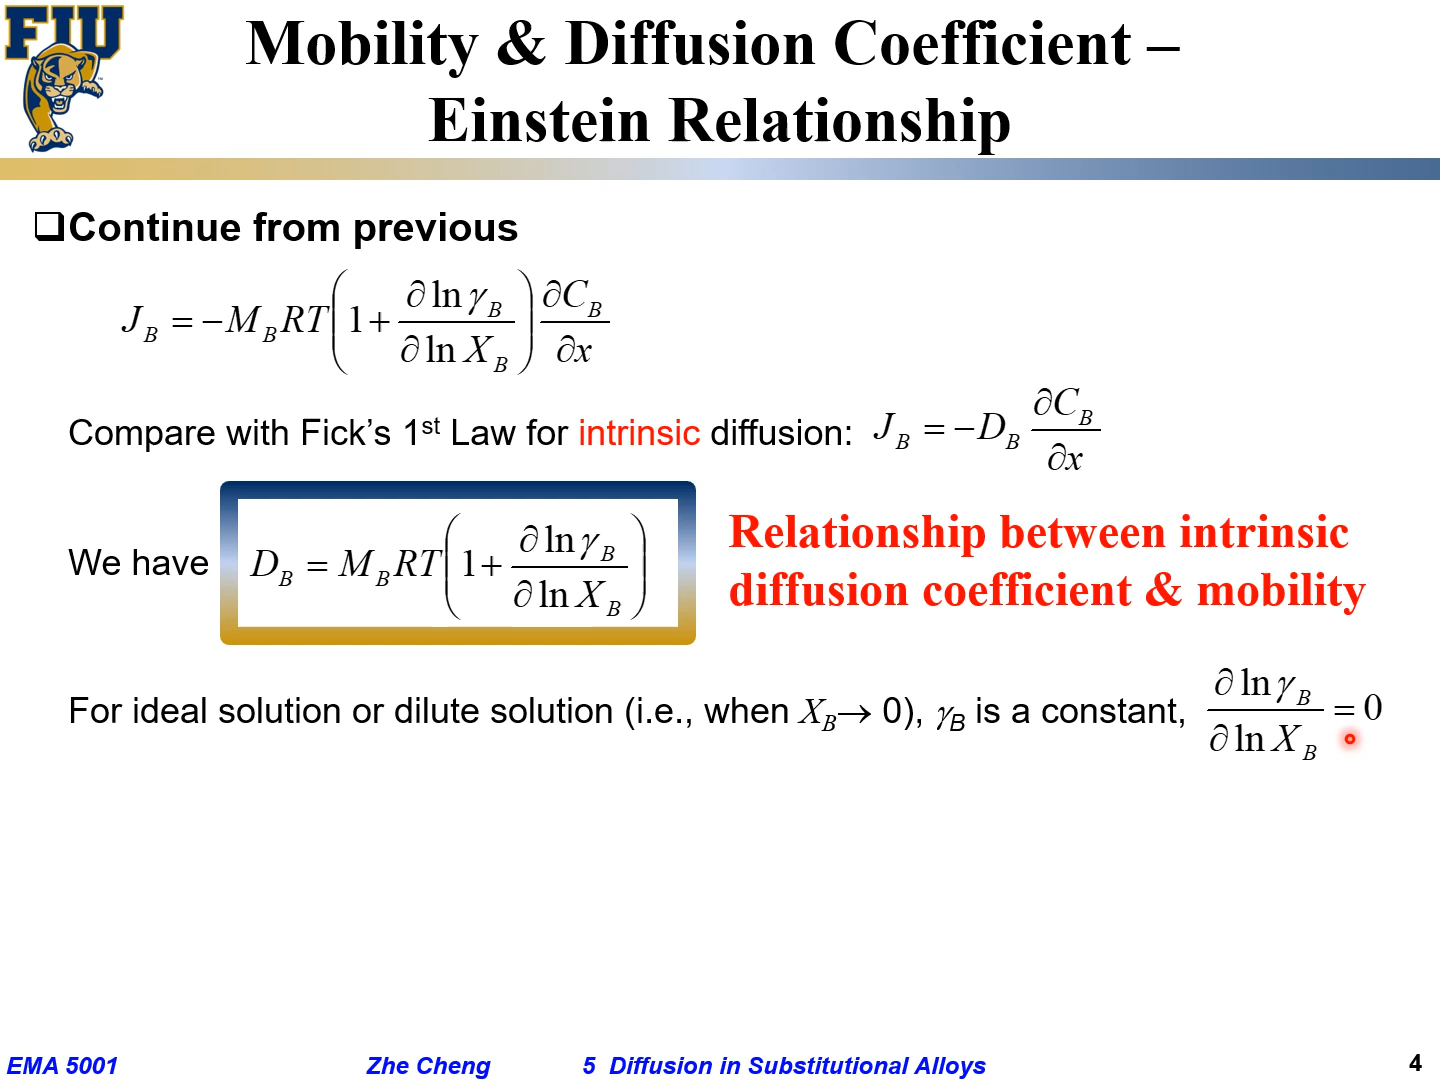 FIU
Mobility & Diffusion Coefficient –
Einstein Relationship
❑Continue from previous
J_B = −M_B RT(1 + ∂ ln γ_B / ∂ ln X_B) ∂C_B / ∂x
Compare with Fick’s 1st Law for intrinsic diffusion: J_B = −D_B ∂C_B / ∂x
We have D_B = M_B RT(1 + ∂ ln γ_B / ∂ ln X_B)
Relationship between intrinsic
diffusion coefficient & mobility
For ideal solution or dilute solution (i.e., when X_B→ 0), γ_B is a constant, ∂ ln γ_B / ∂ ln X_B = 0
EMA 5001 Zhe Cheng 5 Diffusion in Substitutional Alloys 4